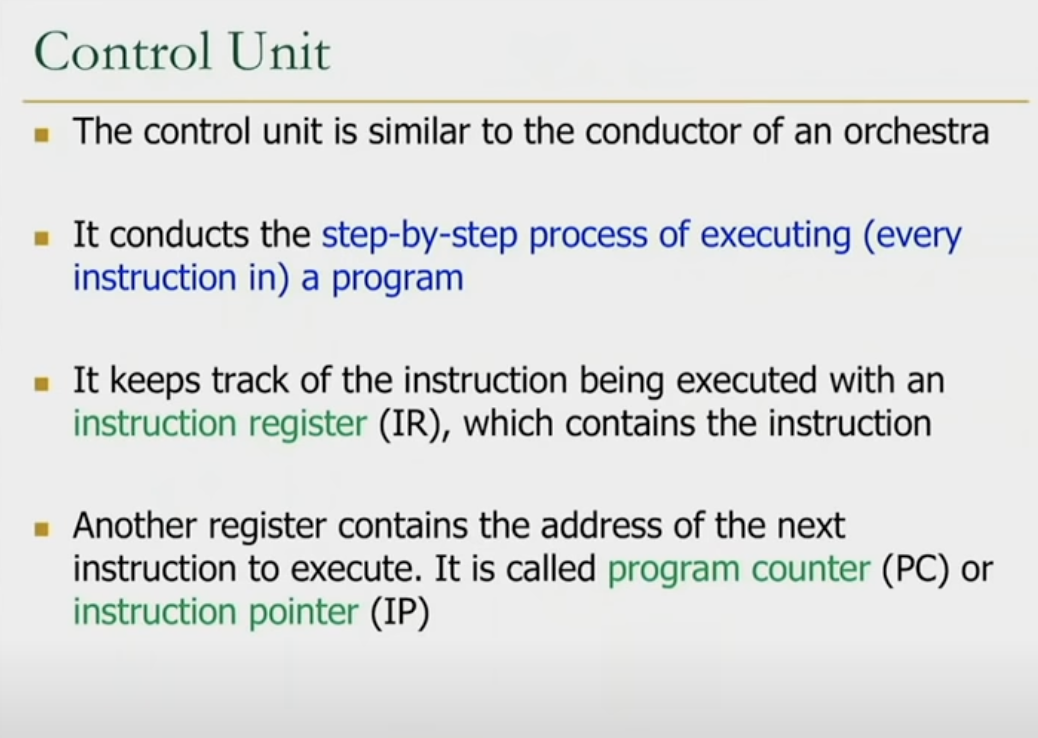 Control Unit
The control unit is similar to the conductor of an orchestra
It conducts the step-by-step process of executing (every
instruction in) a program
It keeps track of the instruction being executed with an
instruction register (IR), which contains the instruction
Another register contains the address of the next
instruction to execute. It is called program counter (PC) or
instruction pointer (IP)